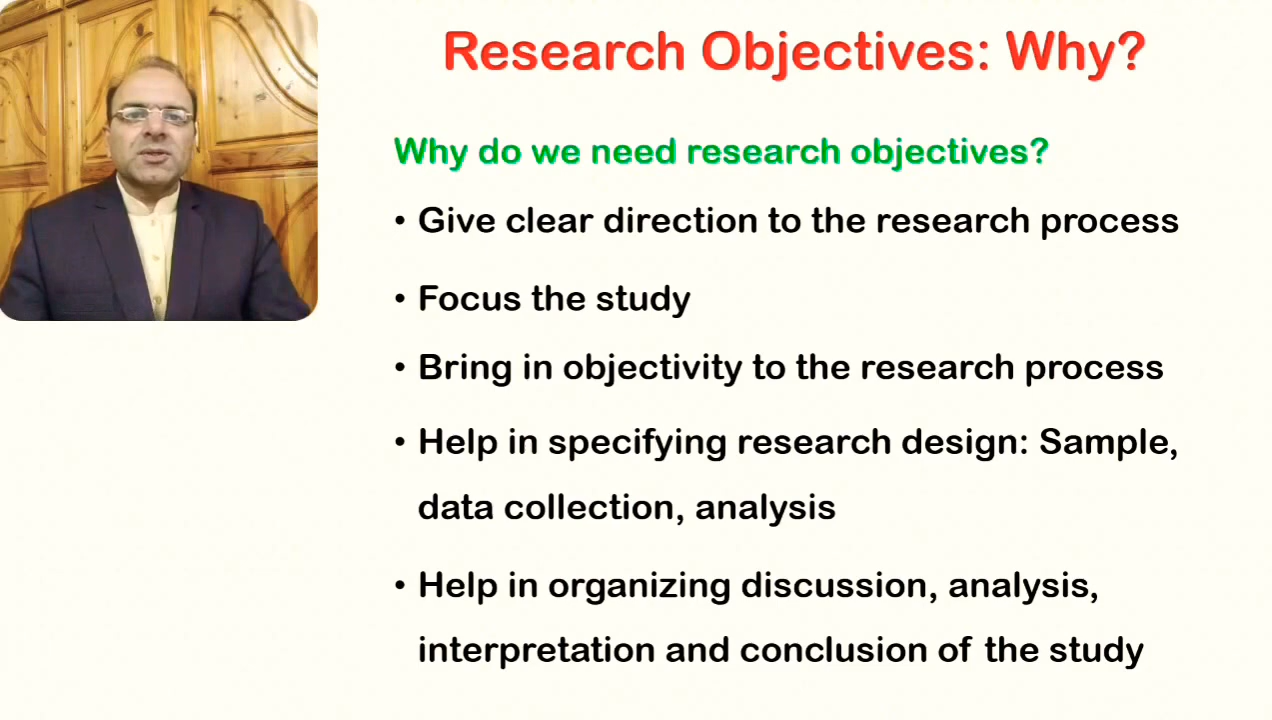 Research Objectives: Why?
Why do we need research objectives?
• Give clear direction to the research process
• Focus the study
• Bring in objectivity to the research process
• Help in specifying research design: Sample,
data collection, analysis
• Help in organizing discussion, analysis,
interpretation and conclusion of the study